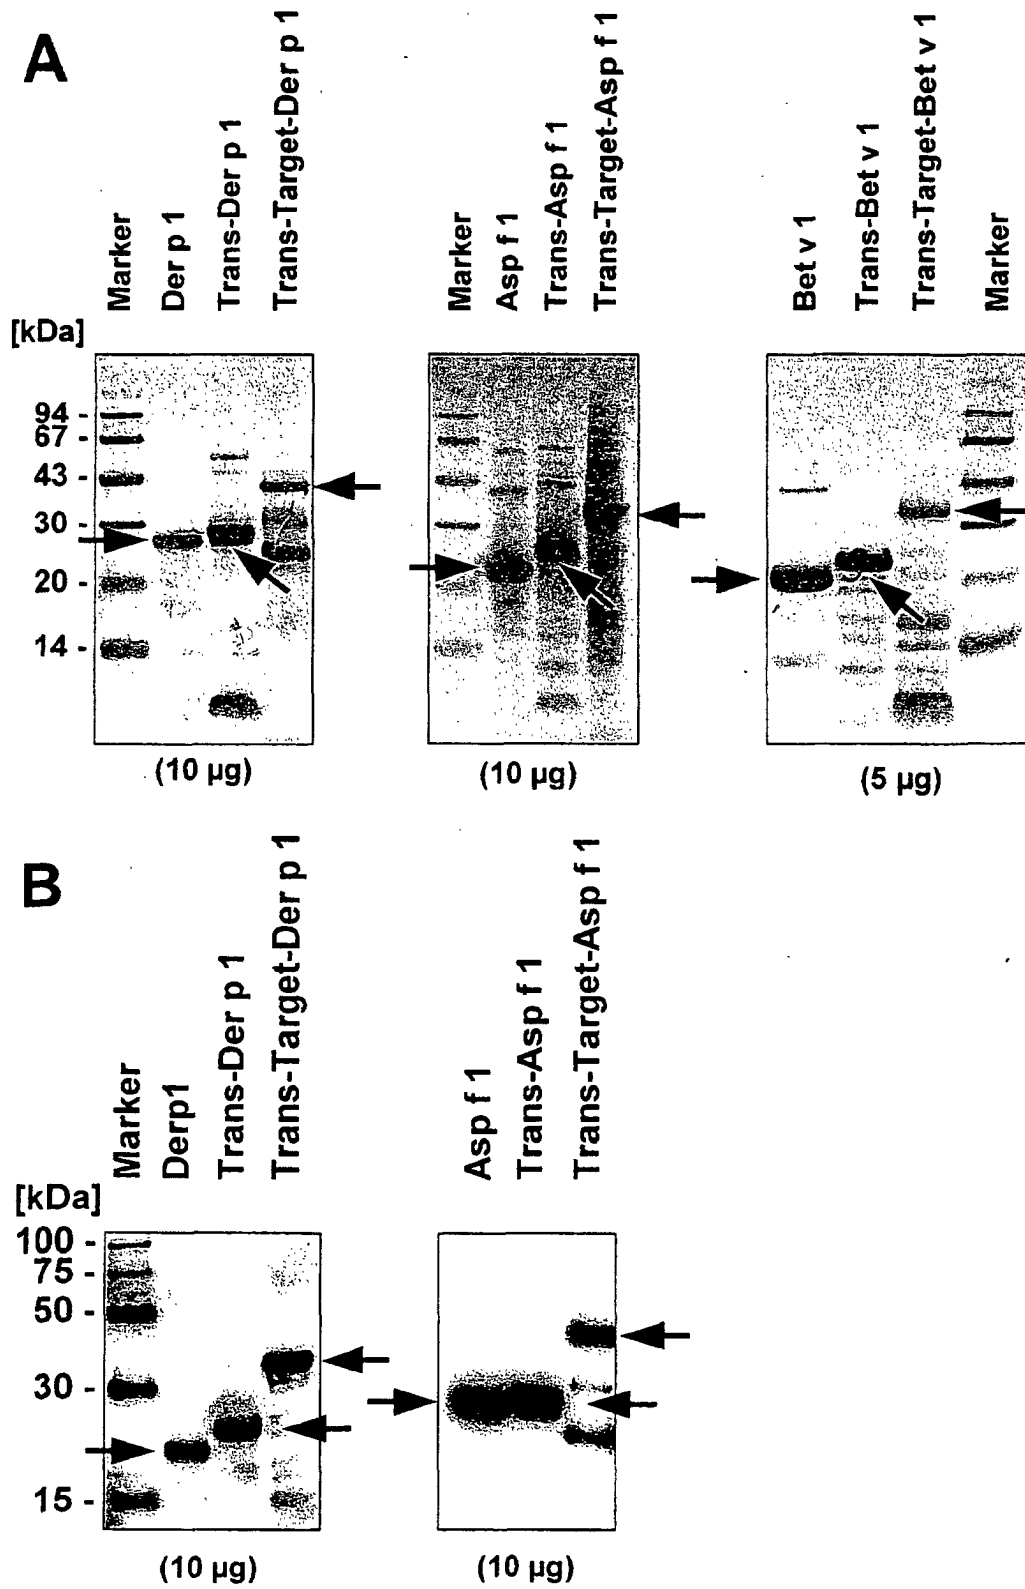 A
Marker
Der p 1
Trans-Der p 1
Trans-Target-Der p 1
Marker
Asp f 1
Trans-Asp f 1
Trans-Target-Asp f 1
Bet v 1
Trans-Bet v 1
Trans-Target-Bet v 1
Marker
[kDa]
94 -
67 -
43 -
30 -
20 -
14 -
(10 µg)
(10 µg)
(5 µg)
B
Marker
Derp1
Trans-Der p 1
Trans-Target-Der p 1
Asp f 1
Trans-Asp f 1
Trans-Target-Asp f 1
[kDa]
100 -
75 -
50 -
30 -
15 -
(10 µg)
(10 µg)